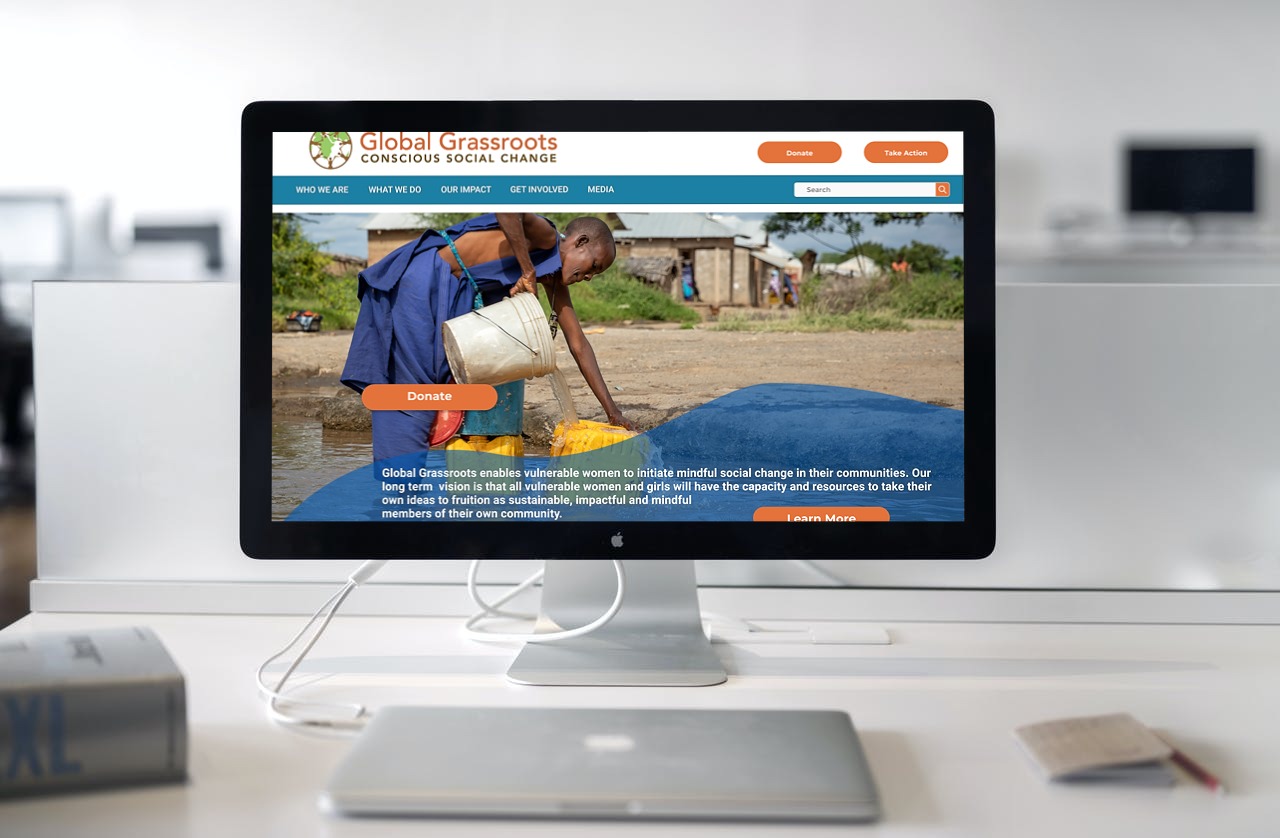 Global Grassroots
CONSCIOUS SOCIAL CHANGE
Donate
Take Action
WHO WE ARE
WHAT WE DO
OUR IMPACT
GET INVOLVED
MEDIA
Search
Donate
Global Grassroots enables vulnerable women to initiate mindful social change in their communities. Our
long term  vision is that all vulnerable women and girls will have the capacity and resources to take their
own ideas to fruition as sustainable, impactful and mindful
members of their own community.
Learn More
XL